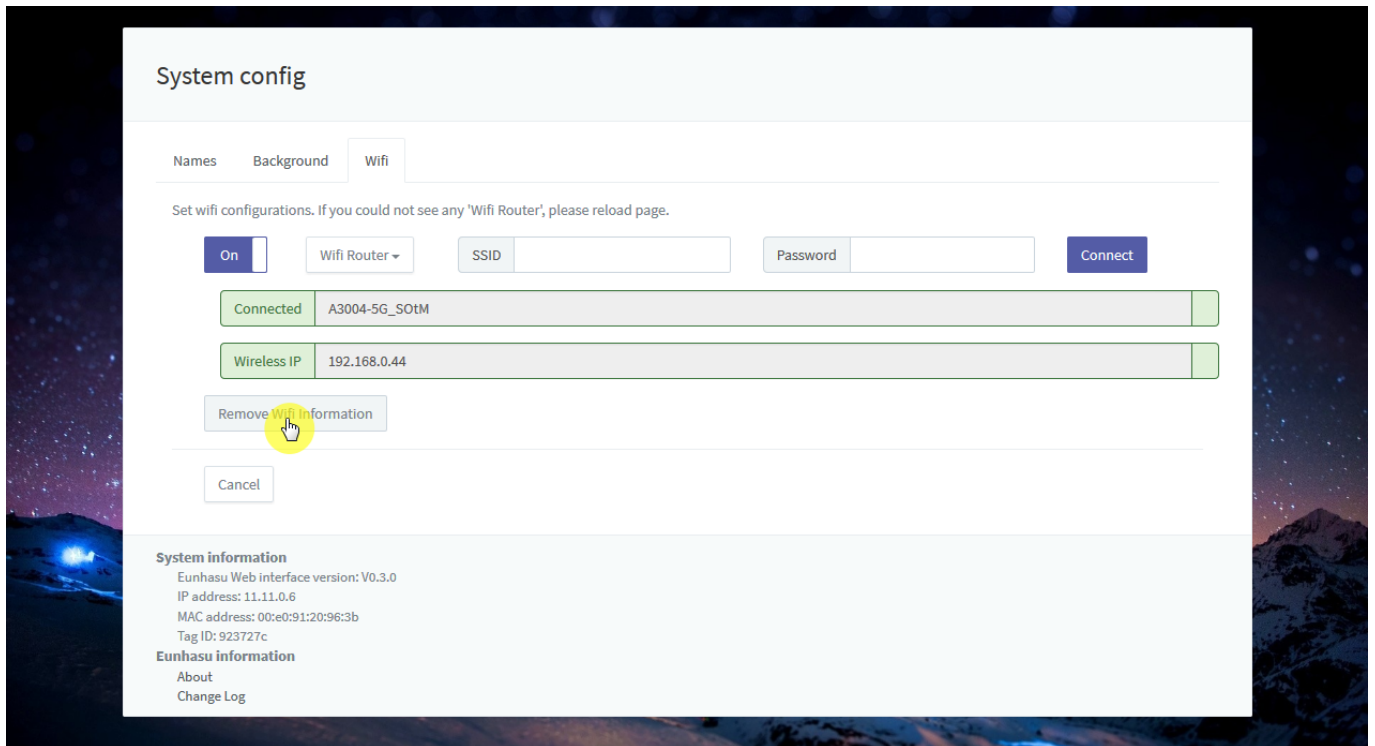 System config
Names Background Wifi
Set wifi configurations. If you could not see any 'Wifi Router', please reload page.
On Wifi Router SSID Password Connect
Connected A3004-5G_SOtM
Wireless IP 192.168.0.44
Remove Wifi Information
Cancel
System information
Eunhasu Web interface version: V0.3.0
IP address: 11.11.0.6
MAC address: 00:e0:91:20:96:3b
Tag ID: 923727c
Eunhasu information
About
Change Log